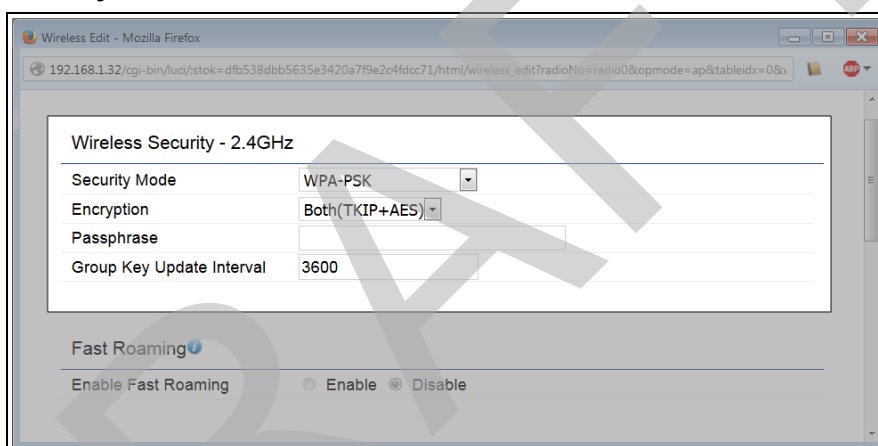 Wireless Edit - Mozilla Firefox
192.168.1.32/cgi-bin/luci/;stok=dfb538dbb5635e3420a7f9e2c4fdcc71/html/wireless_edit?radioNo=radio0&opmode=ap&tableidx=0&
ABP
Wireless Security - 2.4GHz
Security Mode WPA-PSK
Encryption Both(TKIP+AES)
Passphrase
Group Key Update Interval 3600
Fast Roaming
Enable Fast Roaming Enable Disable